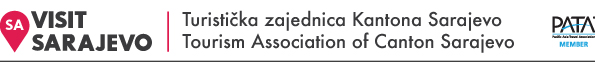 SA VISIT
SARAJEVO
Turistička zajednica Kantona Sarajevo
Tourism Association of Canton Sarajevo
PATA
MEMBER